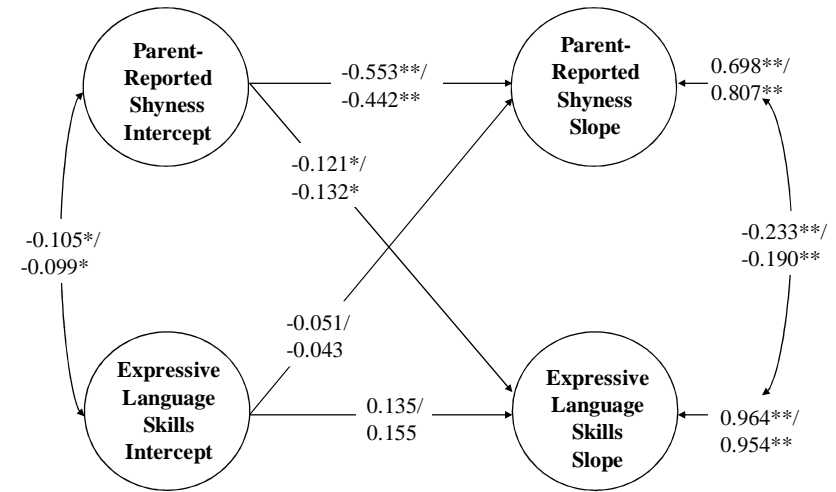 Parent-
Reported
Shyness
Intercept
-0.553**/
-0.442**
Parent-
Reported
Shyness
Slope
0.698**/
0.807**
-0.121*/
-0.132*
-0.105*/
-0.099*
-0.233**/
-0.190**
-0.051/
-0.043
Expressive
Language
Skills
Intercept
0.135/
0.155
Expressive
Language
Skills
Slope
0.964**/
0.954**